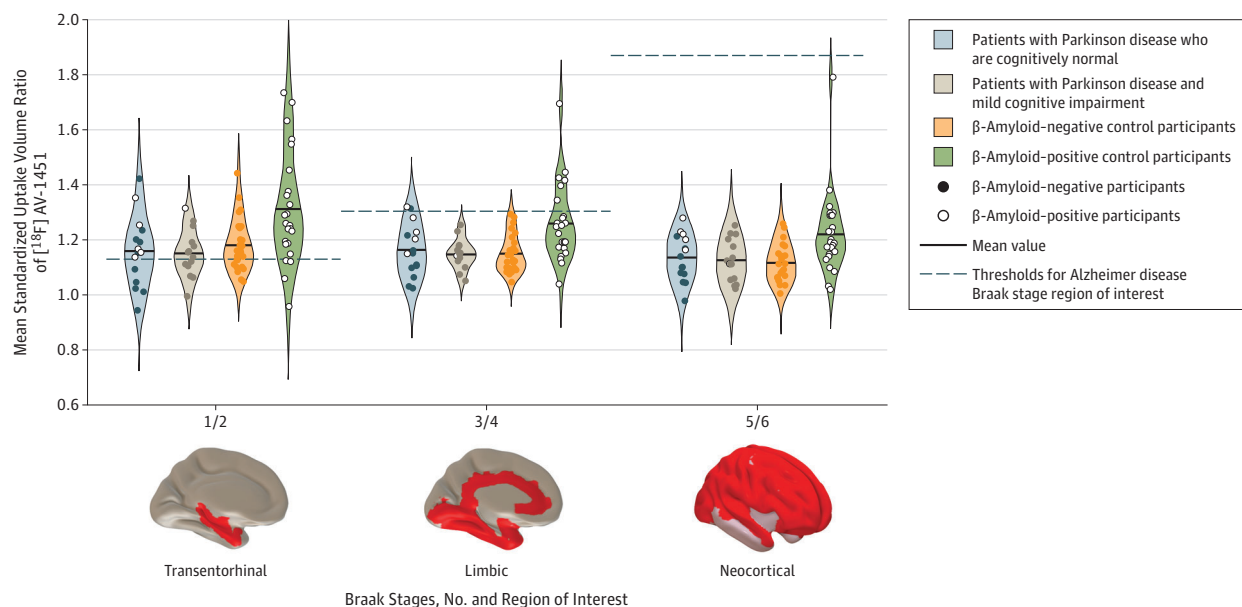 Mean Standardized Uptake Volume Ratio
of [18F] AV-1451
2.0
1.8
1.6
1.4
1.2
1.0
0.8
0.6
1/2
3/4
5/6
Transentorhinal
Limbic
Neocortical
Braak Stages, No. and Region of Interest
Patients with Parkinson disease who
are cognitively normal
Patients with Parkinson disease and
mild cognitive impairment
β-Amyloid–negative control participants
β-Amyloid–positive control participants
β-Amyloid–negative participants
β-Amyloid–positive participants
Mean value
Thresholds for Alzheimer disease
Braak stage region of interest